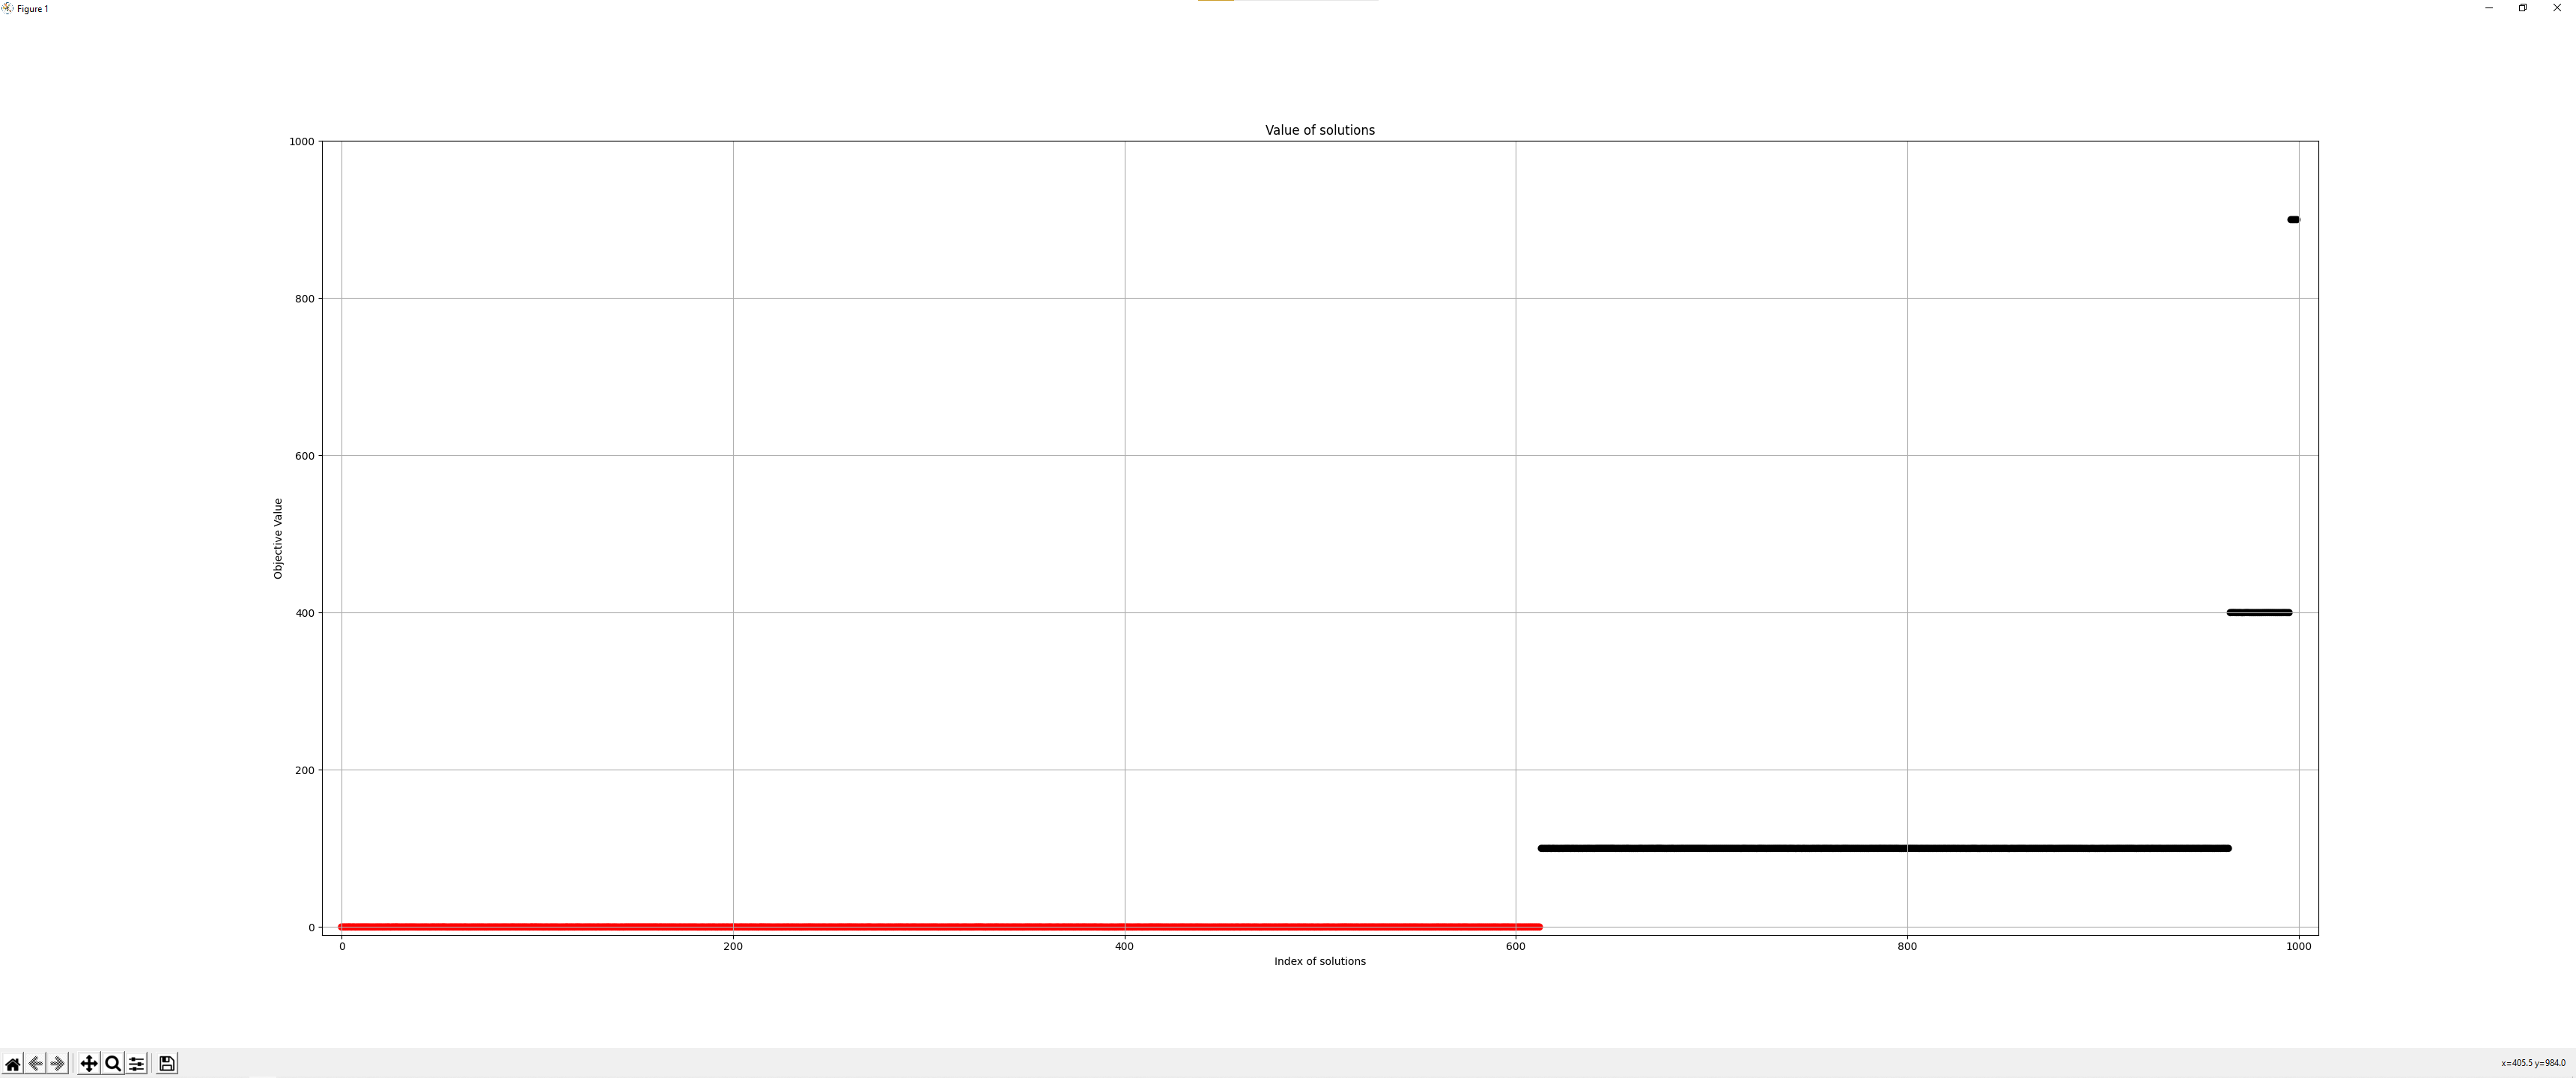 Figure 1
Value of solutions
1000
800
600
400
200
0
Objective Value
0 200 400 600 800 1000
Index of solutions
x=405.5 y=984.0